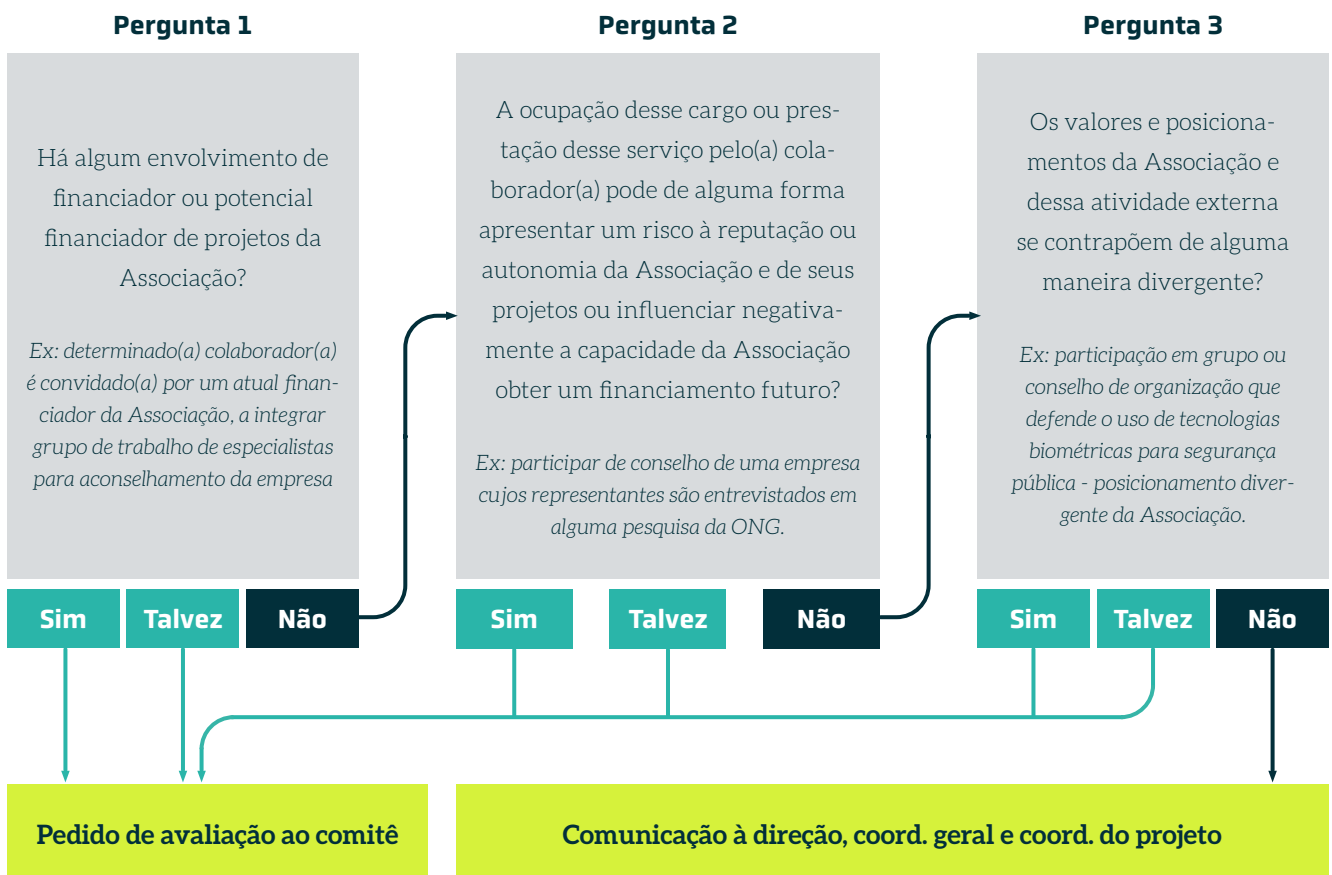 Pergunta 1
Há algum envolvimento de
financiador ou potencial
financiador de projetos da
Associação?
Ex: determinado(a) colaborador(a)
é convidado(a) por um atual finan-
ciador da Associação, a integrar
grupo de trabalho de especialistas
para aconselhamento da empresa
Sim
Talvez
Não
Pergunta 2
A ocupação desse cargo ou pres-
tação desse serviço pelo(a) cola-
borador(a) pode de alguma forma
apresentar um risco à reputação ou
autonomia da Associação e de seus
projetos ou influenciar negativa-
mente a capacidade da Associação
obter um financiamento futuro?
Ex: participar de conselho de uma empresa
cujos representantes são entrevistados em
alguma pesquisa da ONG.
Sim
Talvez
Não
Pergunta 3
Os valores e posiciona-
mentos da Associação e
dessa atividade externa
se contrapõem de alguma
maneira divergente?
Ex: participação em grupo ou
conselho de organização que
defende o uso de tecnologias
biométricas para segurança
pública - posicionamento diver-
gente da Associação.
Sim
Talvez
Não
Pedido de avaliação ao comitê
Comunicação à direção, coord. geral e coord. do projeto